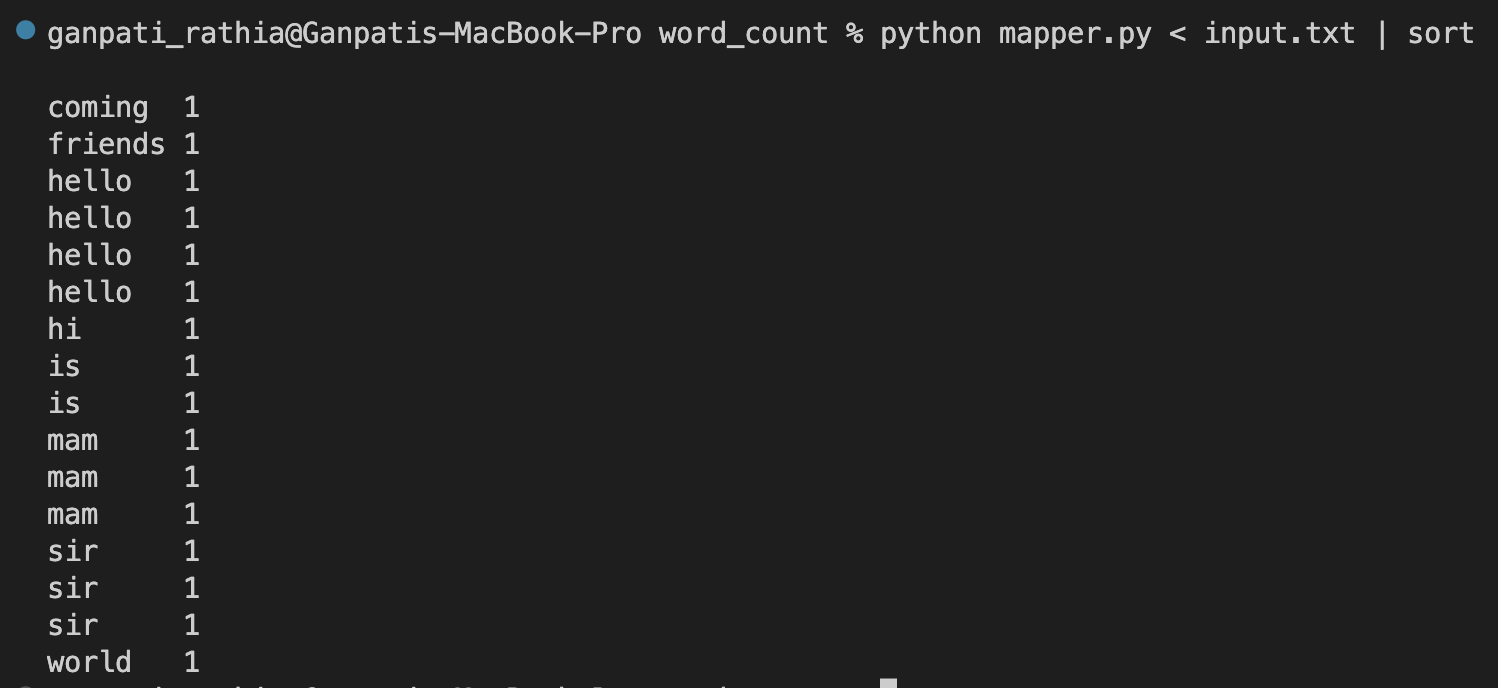 ganpati_rathia@Ganpatis-MacBook-Pro word_count % python mapper.py < input.txt | sort
coming 1
friends 1
hello 1
hello 1
hello 1
hello 1
hi 1
is 1
is 1
mam 1
mam 1
mam 1
sir 1
sir 1
sir 1
world 1